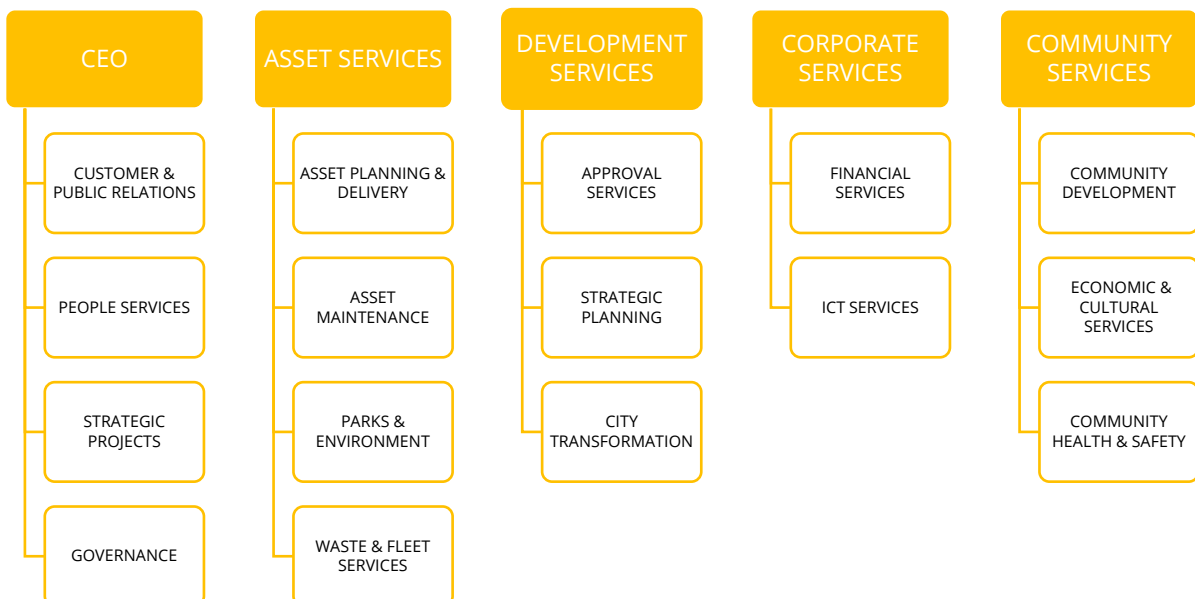 CEO
CUSTOMER &
PUBLIC RELATIONS
PEOPLE SERVICES
STRATEGIC
PROJECTS
GOVERNANCE
ASSET SERVICES
ASSET PLANNING &
DELIVERY
ASSET
MAINTENANCE
PARKS &
ENVIRONMENT
WASTE & FLEET
SERVICES
DEVELOPMENT
SERVICES
APPROVAL
SERVICES
STRATEGIC
PLANNING
CITY
TRANSFORMATION
CORPORATE
SERVICES
FINANCIAL
SERVICES
ICT SERVICES
COMMUNITY
SERVICES
COMMUNITY
DEVELOPMENT
ECONOMIC &
CULTURAL
SERVICES
COMMUNITY
HEALTH & SAFETY